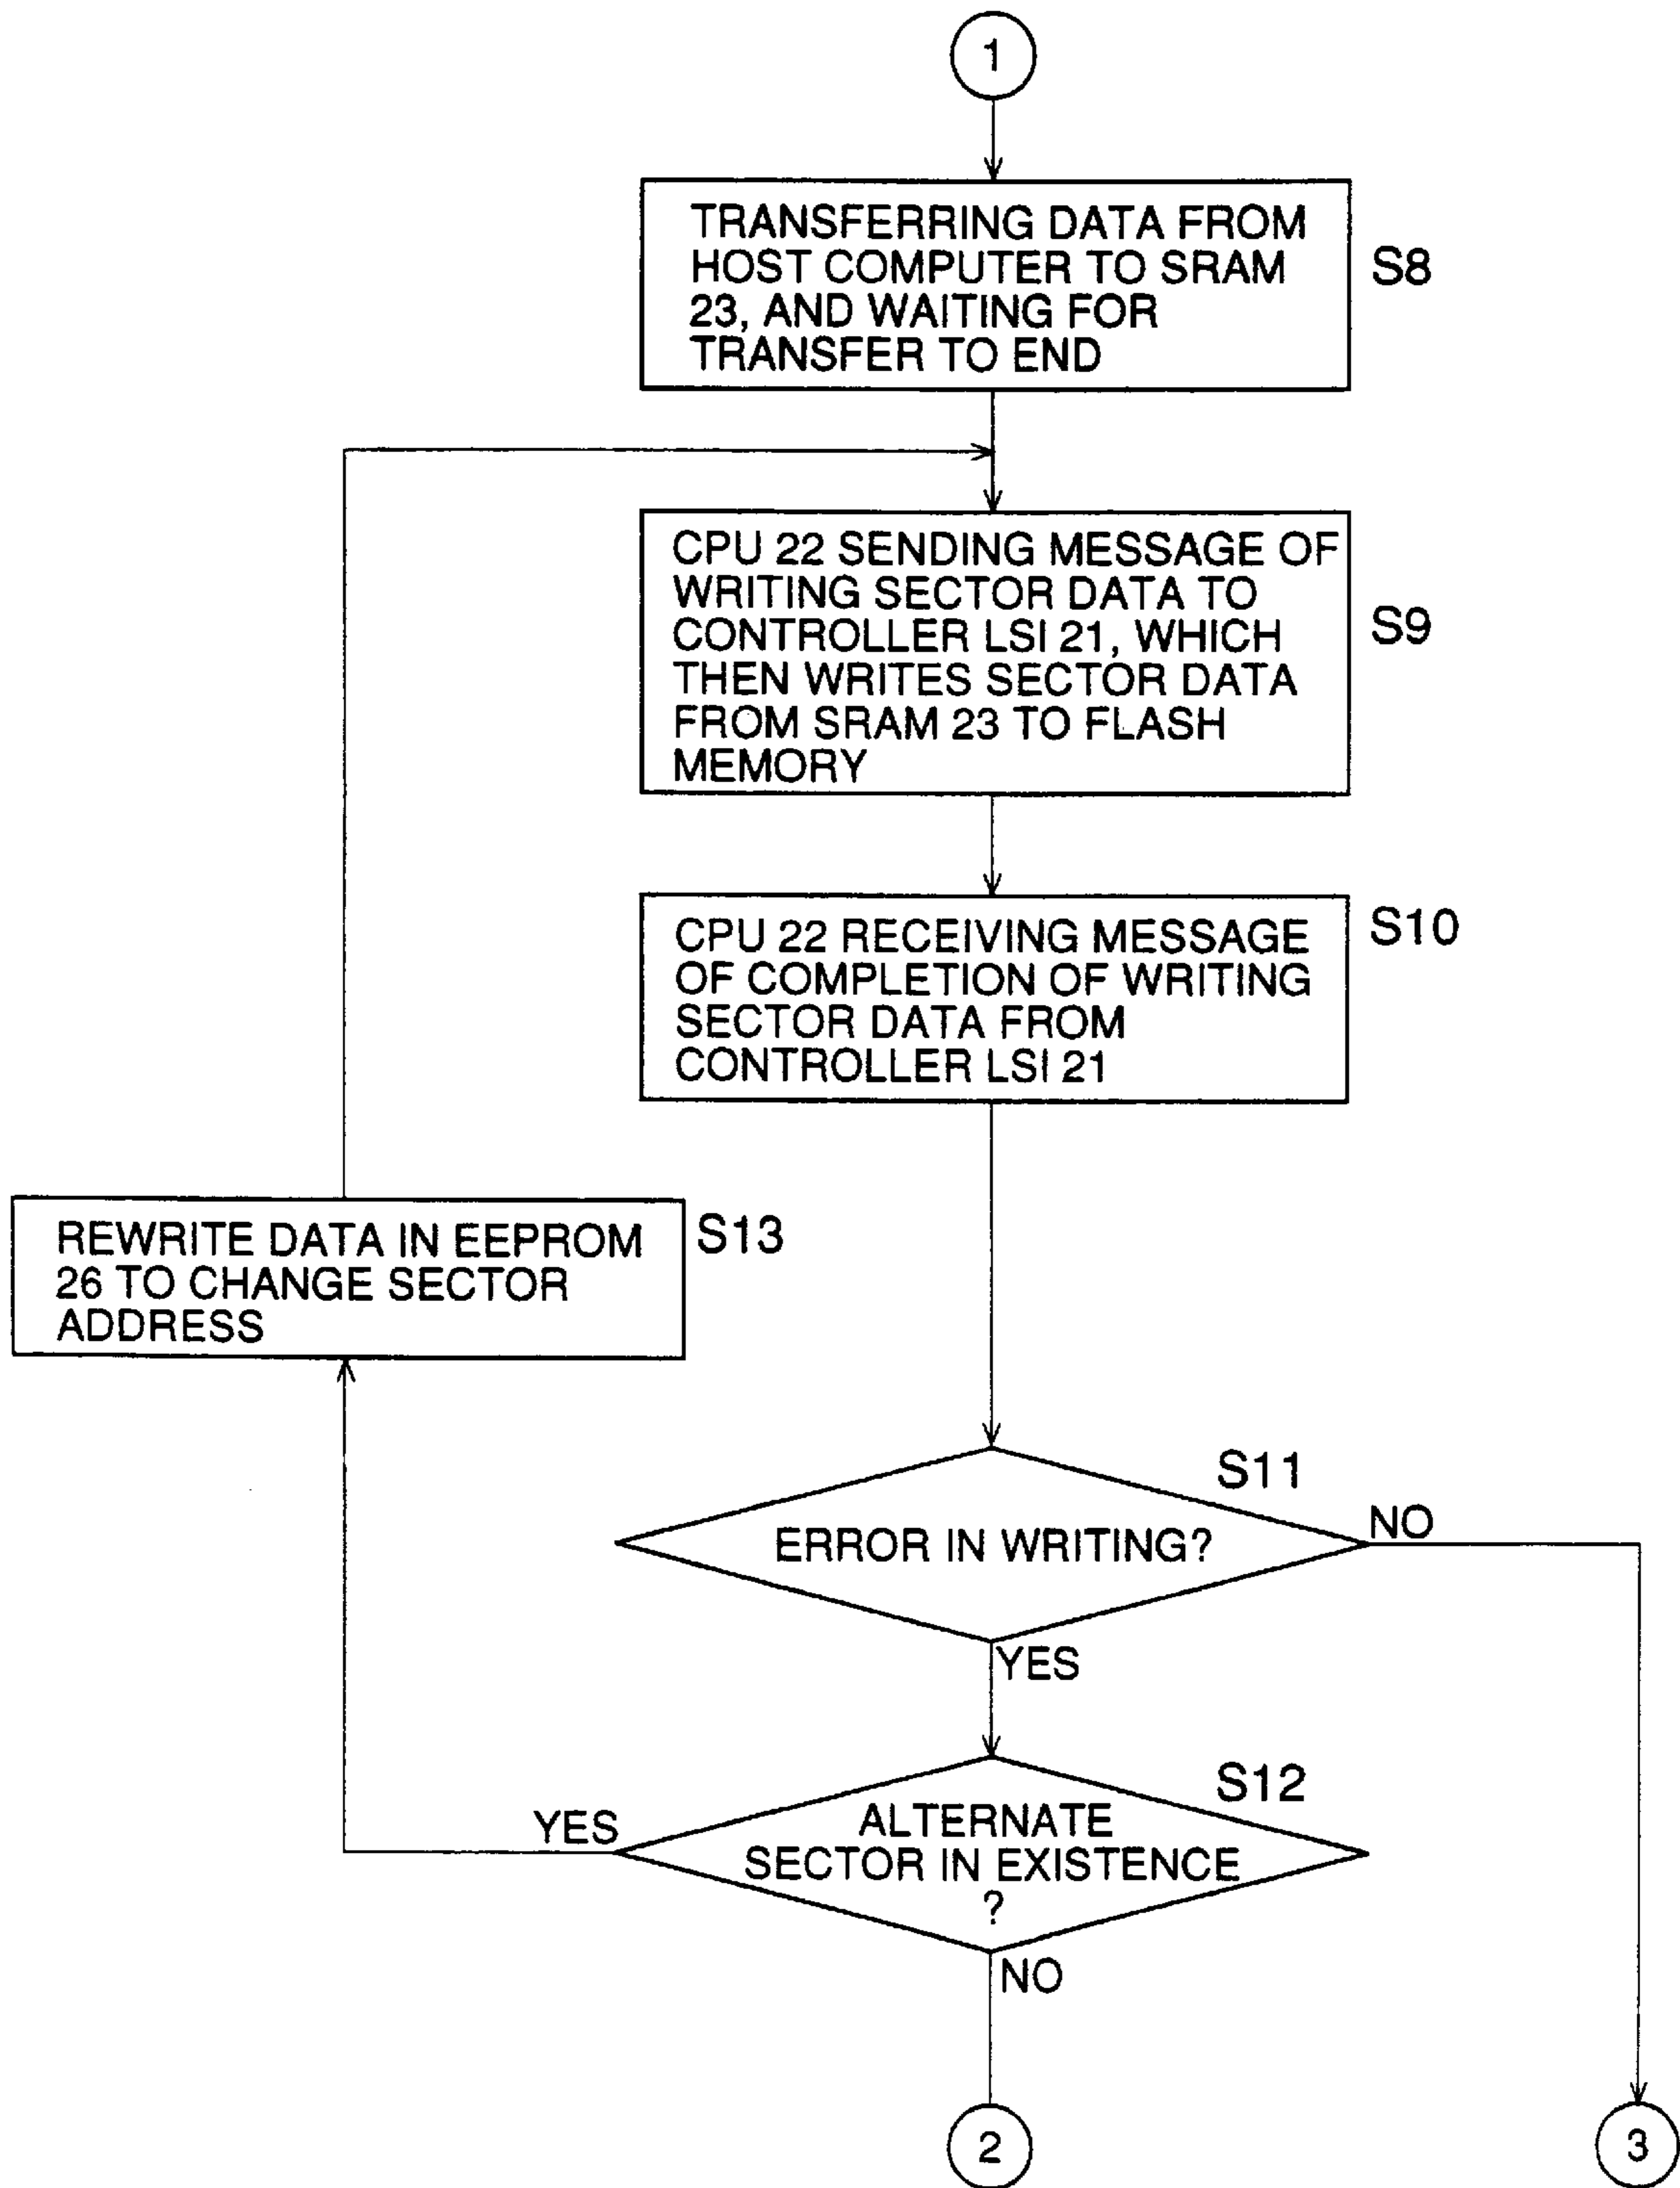 1
TRANSFERRING DATA FROM
HOST COMPUTER TO SRAM
23, AND WAITING FOR
TRANSFER TO END
S8
CPU 22 SENDING MESSAGE OF
WRITING SECTOR DATA TO
CONTROLLER LSI 21, WHICH
THEN WRITES SECTOR DATA
FROM SRAM 23 TO FLASH
MEMORY
S9
CPU 22 RECEIVING MESSAGE
OF COMPLETION OF WRITING
SECTOR DATA FROM
CONTROLLER LSI 21
S10
REWRITE DATA IN EEPROM
26 TO CHANGE SECTOR
ADDRESS
S13
S11
ERROR IN WRITING?
NO
YES
S12
YES
ALTERNATE
SECTOR IN EXISTENCE
?
NO
2
3